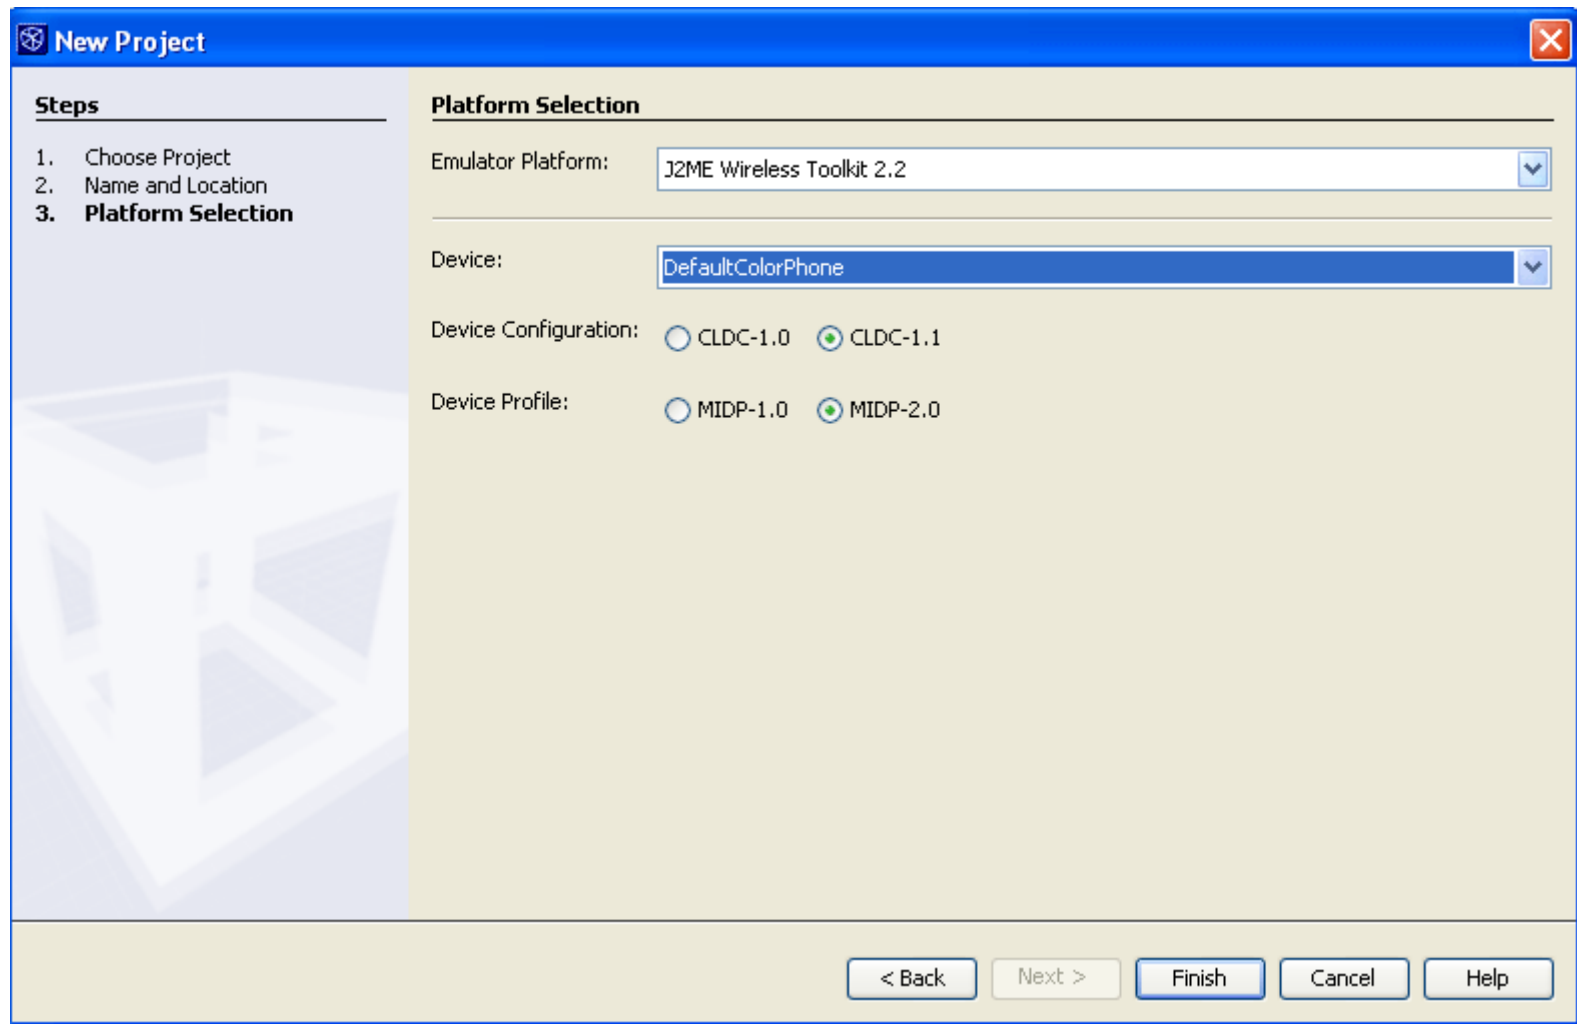 New Project
Steps
1. Choose Project
2. Name and Location
3. Platform Selection
Platform Selection
Emulator Platform: J2ME Wireless Toolkit 2.2
Device: DefaultColorPhone
Device Configuration: CLDC-1.0 CLDC-1.1
Device Profile: MIDP-1.0 MIDP-2.0
< Back Next > Finish Cancel Help